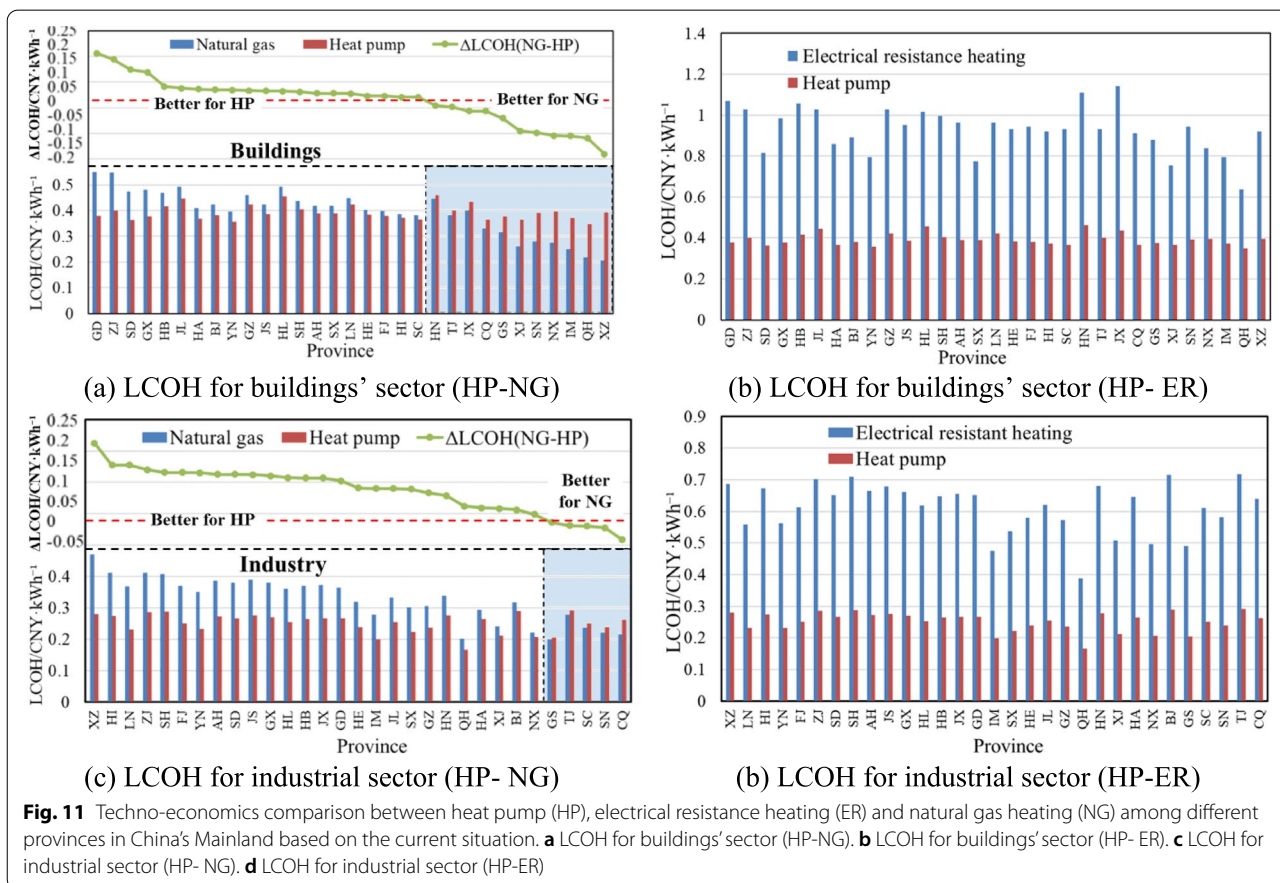 ΔLCOH/CNY·kWh⁻¹
0.25
0.15
0.05
0
-0.05
-0.15
-0.2
Natural gas
Heat pump
ΔLCOH(NG-HP)
Better for HP
Better for NG
Buildings
LCOH/CNY·kWh⁻¹
0.5
0.4
0.3
0.2
0.1
0
GD ZJ SD GX HB JL HA BJ YN GZ JS HL SH AH SX LN HE FJ HI SC HN TJ JX CQ GS XJ SN NX IM QH XZ
Province
(a) LCOH for buildings’ sector (HP-NG)
LCOH/CNY·kWh⁻¹
1.4
1.2
1.0
0.8
0.6
0.4
0.2
0
Electrical resistance heating
Heat pump
GD ZJ SD GX HB JL HA BJ YN GZ JS HL SH AH SX LN HE FJ HI SC HN TJ JX CQ GS XJ SN NX IM QH XZ
Province
(b) LCOH for buildings’ sector (HP- ER)
ΔLCOH/CNY·kWh⁻¹
0.25
0.15
0.05
0
-0.05
Natural gas
Heat pump
ΔLCOH(NG-HP)
Better for HP
Better
for NG
Industry
LCOH/CNY·kWh⁻¹
0.4
0.3
0.2
0.1
0
XZ HI LN ZJ SH FJ YN AH SD JS GX HL HB JX GD HE IM JL SX GZ HN QH HA XJ BJ NX GS TJ SC SN CQ
Province
(c) LCOH for industrial sector (HP- NG)
LCOH/CNY·kWh⁻¹
0.9
0.8
0.7
0.6
0.5
0.4
0.3
0.2
0.1
0
Electrical resistant heating
Heat pump
XZ LN HI YN FJ ZJ SD SH AH JS GX HL HB JX GD IM SX HE JL GZ QH HN XJ HA NX BJ GS SC SN TJ CQ
Province
(b) LCOH for industrial sector (HP-ER)
Fig. 11 Techno-economics comparison between heat pump (HP), electrical resistance heating (ER) and natural gas heating (NG) among different
provinces in China’s Mainland based on the current situation. a LCOH for buildings’ sector (HP-NG). b LCOH for buildings’ sector (HP- ER). c LCOH for
industrial sector (HP- NG). d LCOH for industrial sector (HP-ER)